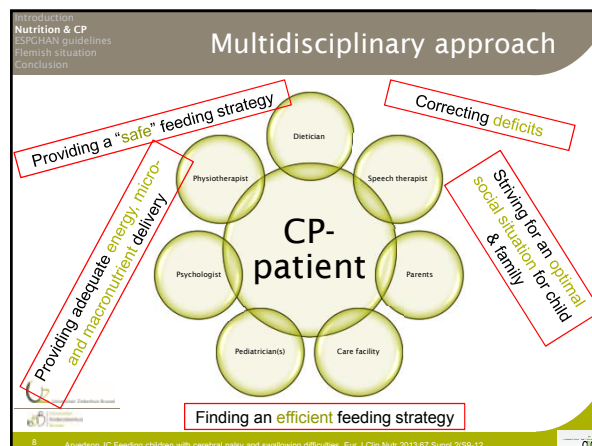 Introduction
Nutrition & CP
ESPGHAN guidelines
Flemish situation
Conclusion
Multidisciplinary approach
Providing a "safe" feeding strategy
Correcting deficits
Dietician
Physiotherapist
Speech therapist
CP-
patient
Psychologist
Parents
Pediatrician(s)
Care facility
Providing adequate energy, micro-
and macronutrient delivery
Striving for an optimal
social situation for child
& family
Finding an efficient feeding strategy
Universitair Ziekenhuis Brussel
8
Arvedson JC Feeding children with cerebral palsy and swallowing difficulties. Eur J Clin Nutr 2013;67 Suppl 2:S9-12